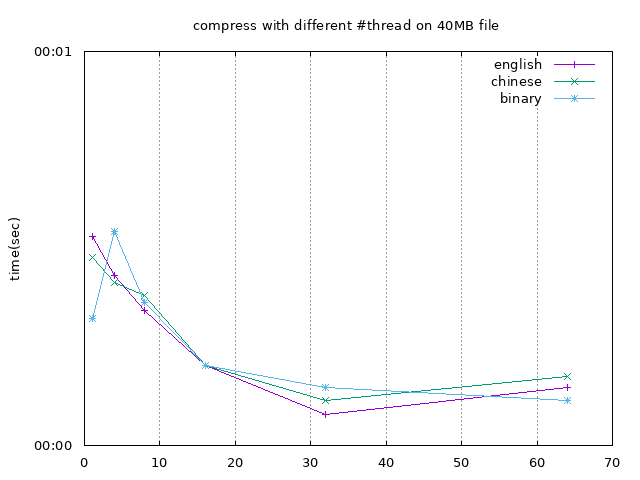 compress with different #thread on 40MB file
00:01
english
chinese
binary
time(sec)
00:00
0 10 20 30 40 50 60 70